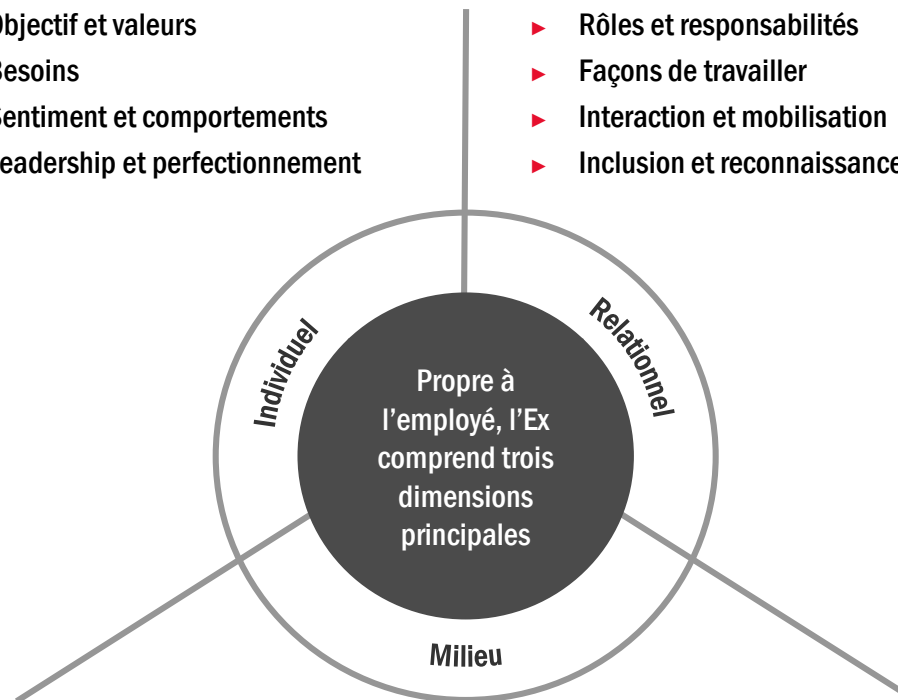 Objectif et valeurs
Besoins
Sentiment et comportements
Leadership et perfectionnement
► Rôles et responsabilités
► Façons de travailler
► Interaction et mobilisation
► Inclusion et reconnaissance
Individuel
Relationnel
Propre à
l’employé, l’Ex
comprend trois
dimensions
principales
Milieu